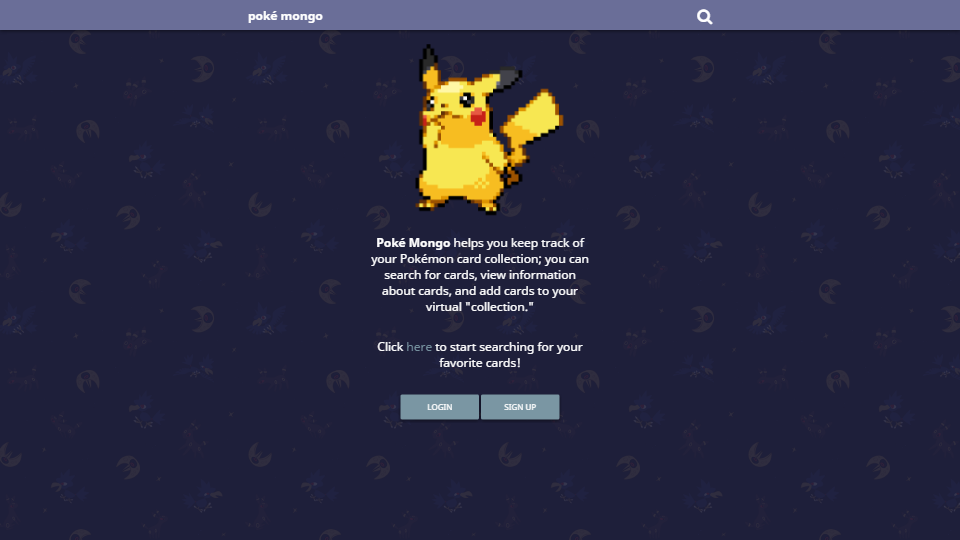 poké mongo
Poké Mongo helps you keep track of
your Pokémon card collection; you can
search for cards, view information
about cards, and add cards to your
virtual "collection."
Click here to start searching for your
favorite cards!
LOGIN
SIGN UP